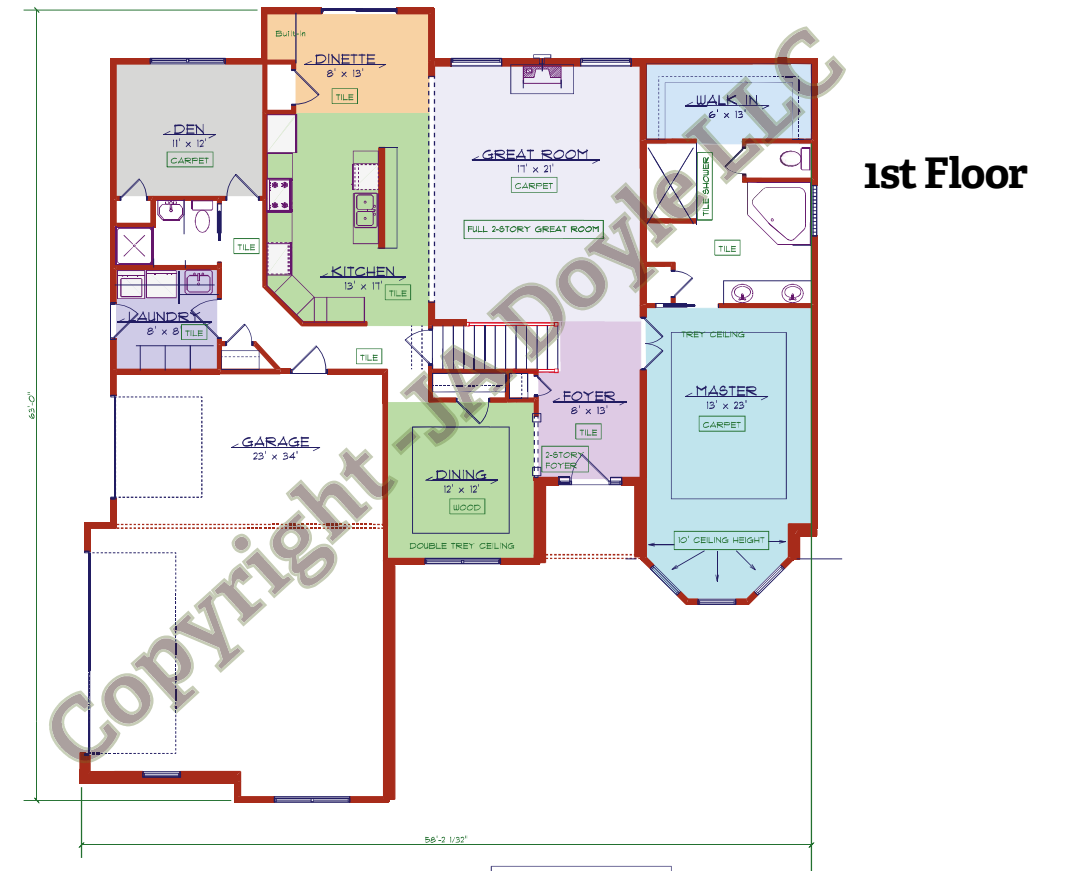 Built-in
DINETTE
8' x 13'
TILE
DEN
11' x 12'
CARPET
GREAT ROOM
17' x 21'
CARPET
FULL 2-STORY GREAT ROOM
WALK IN
6' x 13'
TILE SHOWER
1st Floor
TILE
TILE
KITCHEN
13' x 17'
TILE
LAUNDRY
8' x 8'
TILE
TILE
TREY CEILING
MASTER
13' x 23'
CARPET
FOYER
8' x 13'
TILE
2-STORY
FOYER
GARAGE
23' x 34'
DINING
12' x 12'
WOOD
DOUBLE TREY CEILING
10' CEILING HEIGHT
63'-0"
58'-2 1/32"
Copyright - JA Doyle LLC